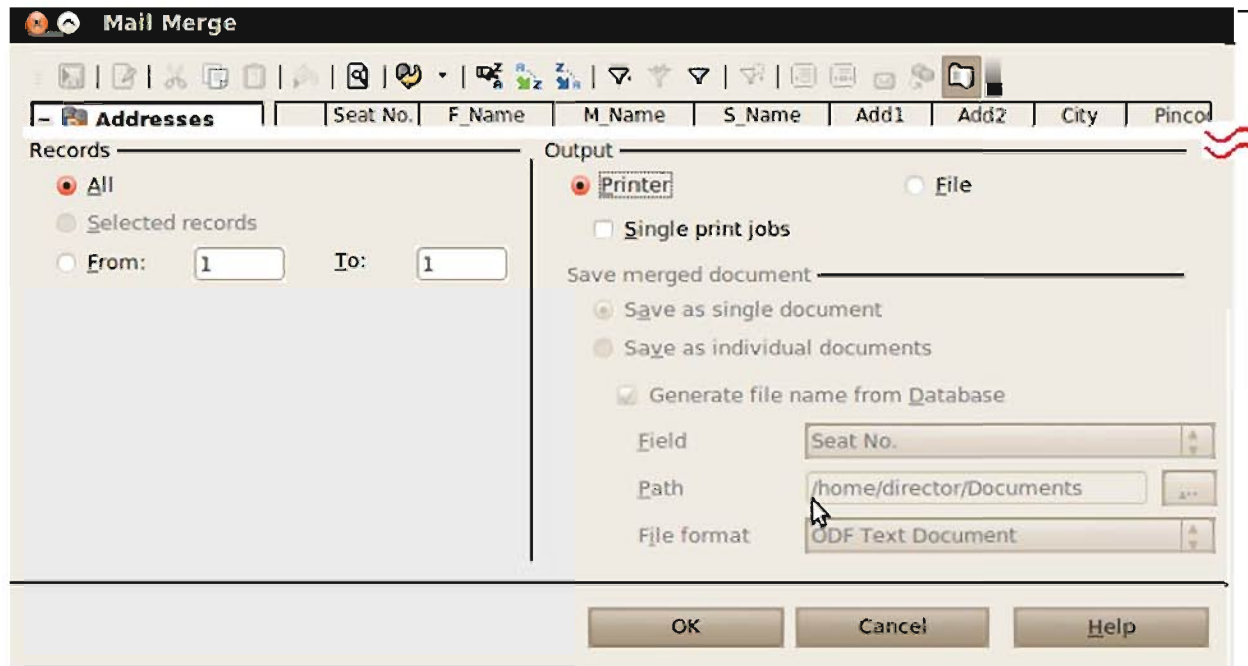 Mail Merge
Addresses Seat No. F_Name M_Name S_Name Add1 Add2 City Pincod
Records
All
Selected records
From: 1 To: 1
Output
Printer File
Single print jobs
Save merged document
Save as single document
Save as individual documents
Generate file name from Database
Field Seat No.
Path /home/director/Documents ...
File format ODF Text Document
OK Cancel Help